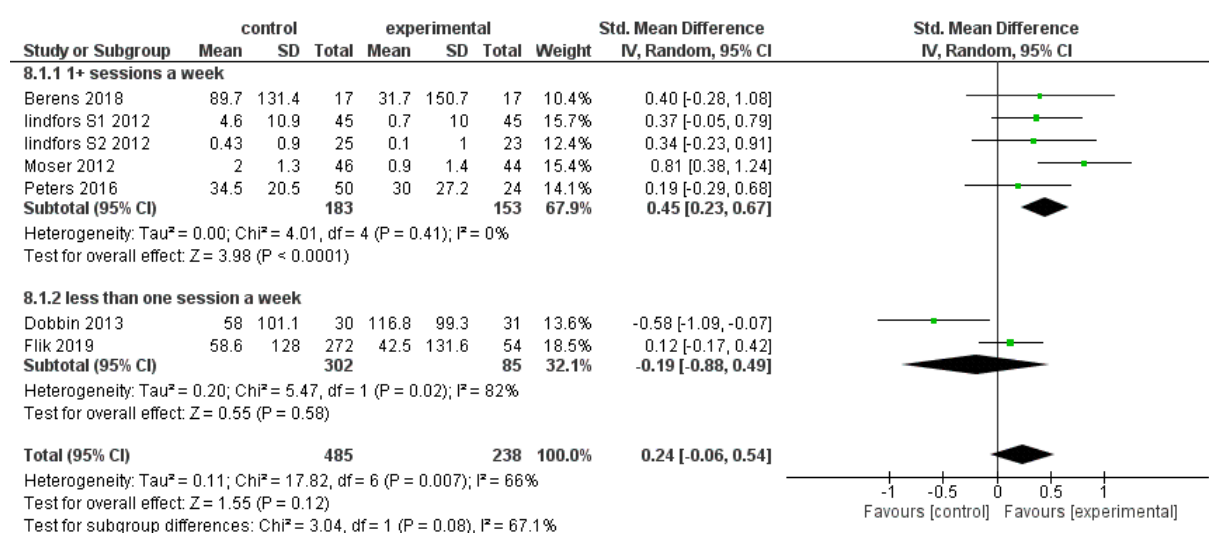 control experimental Std. Mean Difference Std. Mean Difference
Study or Subgroup Mean SD Total Mean SD Total Weight IV, Random, 95% CI IV, Random, 95% CI
8.1.1 1+ sessions a week
Berens 2018 89.7 131.4 17 31.7 150.7 17 10.4% 0.40 [-0.28, 1.08]
lindfors S1 2012 4.6 10.9 45 0.7 10 45 15.7% 0.37 [-0.05, 0.79]
lindfors S2 2012 0.43 0.9 25 0.1 1 23 12.4% 0.34 [-0.23, 0.91]
Moser 2012 2 1.3 46 0.9 1.4 44 15.4% 0.81 [0.38, 1.24]
Peters 2016 34.5 20.5 50 30 27.2 24 14.1% 0.19 [-0.29, 0.68]
Subtotal (95% CI) 183 153 67.9% 0.45 [0.23, 0.67]
Heterogeneity: Tau² = 0.00; Chi² = 4.01, df = 4 (P = 0.41); I² = 0%
Test for overall effect: Z = 3.98 (P < 0.0001)
8.1.2 less than one session a week
Dobbin 2013 58 101.1 30 116.8 99.3 31 13.6% -0.58 [-1.09, -0.07]
Flik 2019 58.6 128 272 42.5 131.6 54 18.5% 0.12 [-0.17, 0.42]
Subtotal (95% CI) 302 85 32.1% -0.19 [-0.88, 0.49]
Heterogeneity: Tau² = 0.20; Chi² = 5.47, df = 1 (P = 0.02); I² = 82%
Test for overall effect: Z = 0.55 (P = 0.58)
Total (95% CI) 485 238 100.0% 0.24 [-0.06, 0.54]
Heterogeneity: Tau² = 0.11; Chi² = 17.82, df = 6 (P = 0.007); I² = 66%
Test for overall effect: Z = 1.55 (P = 0.12)
Test for subgroup differences: Chi² = 3.04, df = 1 (P = 0.08), I² = 67.1%
-1 -0.5 0 0.5 1
Favours [control] Favours [experimental]